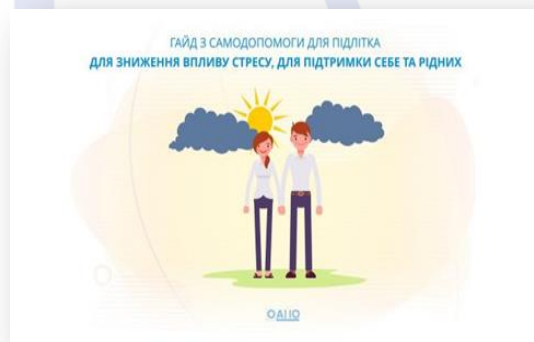 ГАЙД З САМОДОПОМОГИ ДЛЯ ПІДЛІТКА
ДЛЯ ЗНИЖЕННЯ ВПЛИВУ СТРЕСУ, ДЛЯ ПІДТРИМКИ СЕБЕ ТА РІДНИХ